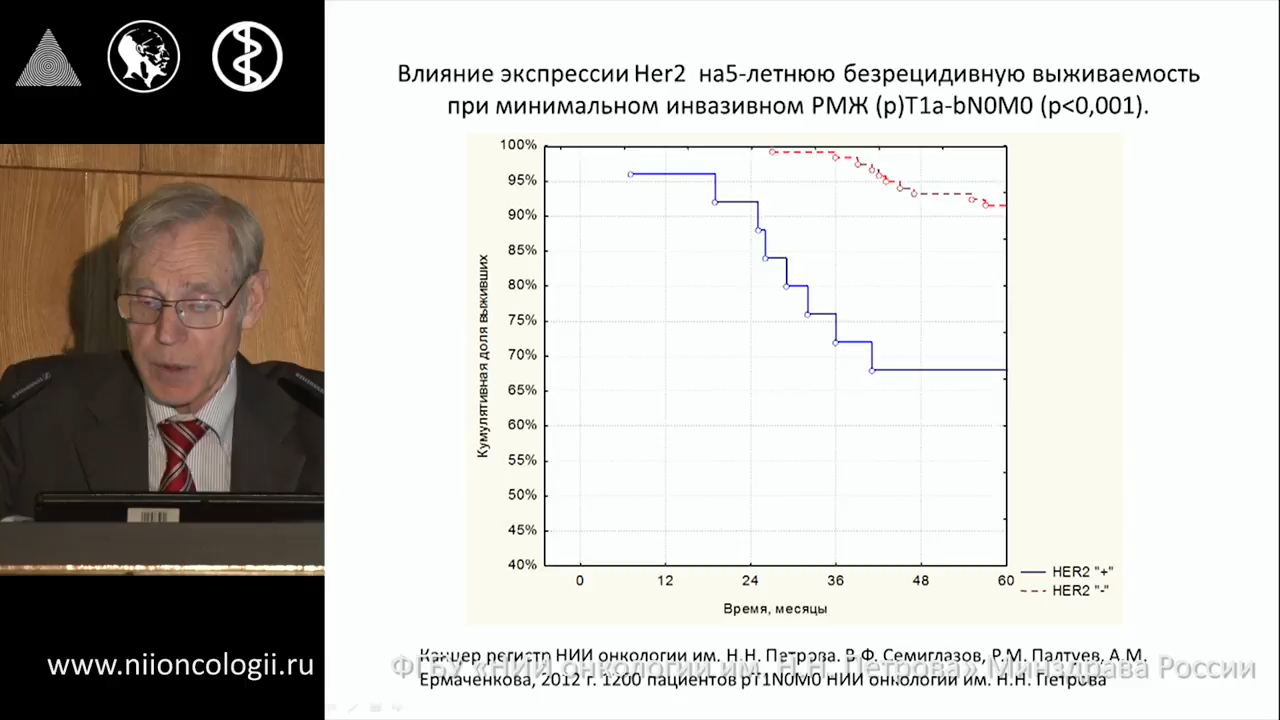 Влияние экспрессии Her2 на5-летнюю безрецидивную выживаемость
при минимальном инвазивном РМЖ (р)T1a-bN0M0 (p<0,001).
100%
95%
90%
85%
80%
75%
70%
65%
60%
55%
50%
45%
40%
Кумулятивная доля выживших
0 12 24 36 48 60
Время, месяцы
HER2 "+"
HER2 "-"
Канцер регистр НИИ онкологии им. Н.Н. Петрова. В.Ф. Семиглазов, Р.М. Палтуев, А.М.
Ермаченкова, 2012 г. 1200 пациентов pT1N0M0 НИИ онкологии им. Н.Н. Петрова
ФГБУ «НИИ онкологии им. Н.Н. Петрова» Минздрава России
www.niioncologii.ru